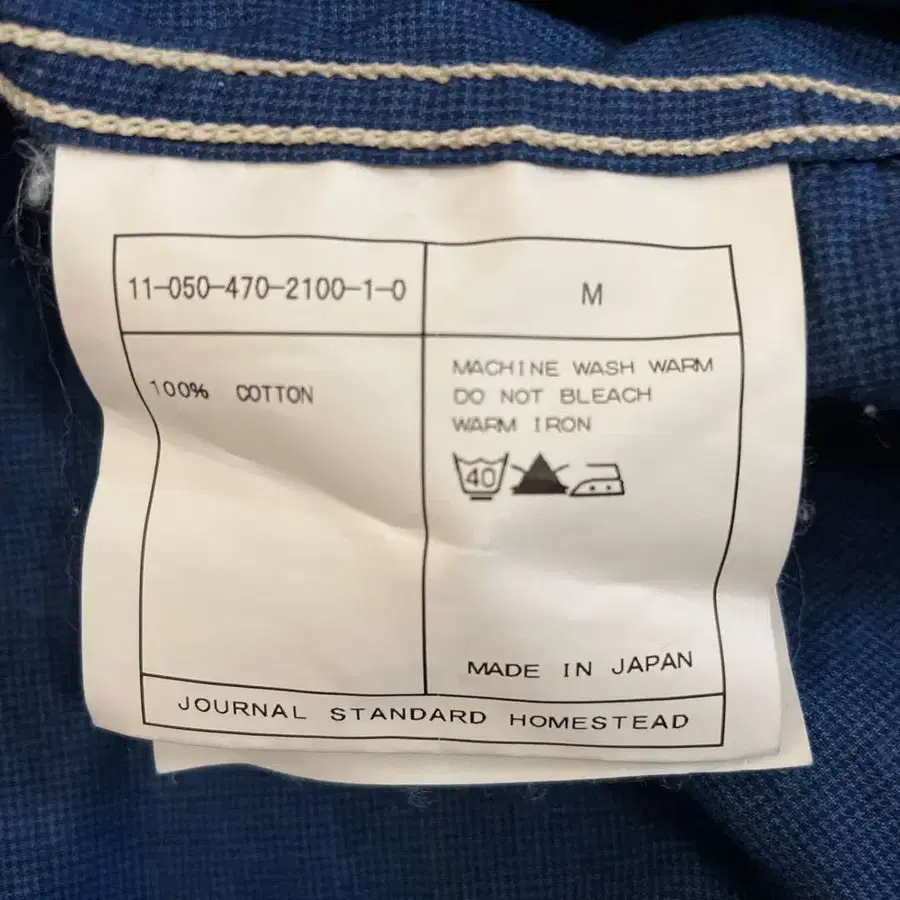 11-050-470-2100-1-0
M
100% COTTON
MACHINE WASH WARM
DO NOT BLEACH
WARM IRON
40
MADE IN JAPAN
JOURNAL STANDARD HOMESTEAD